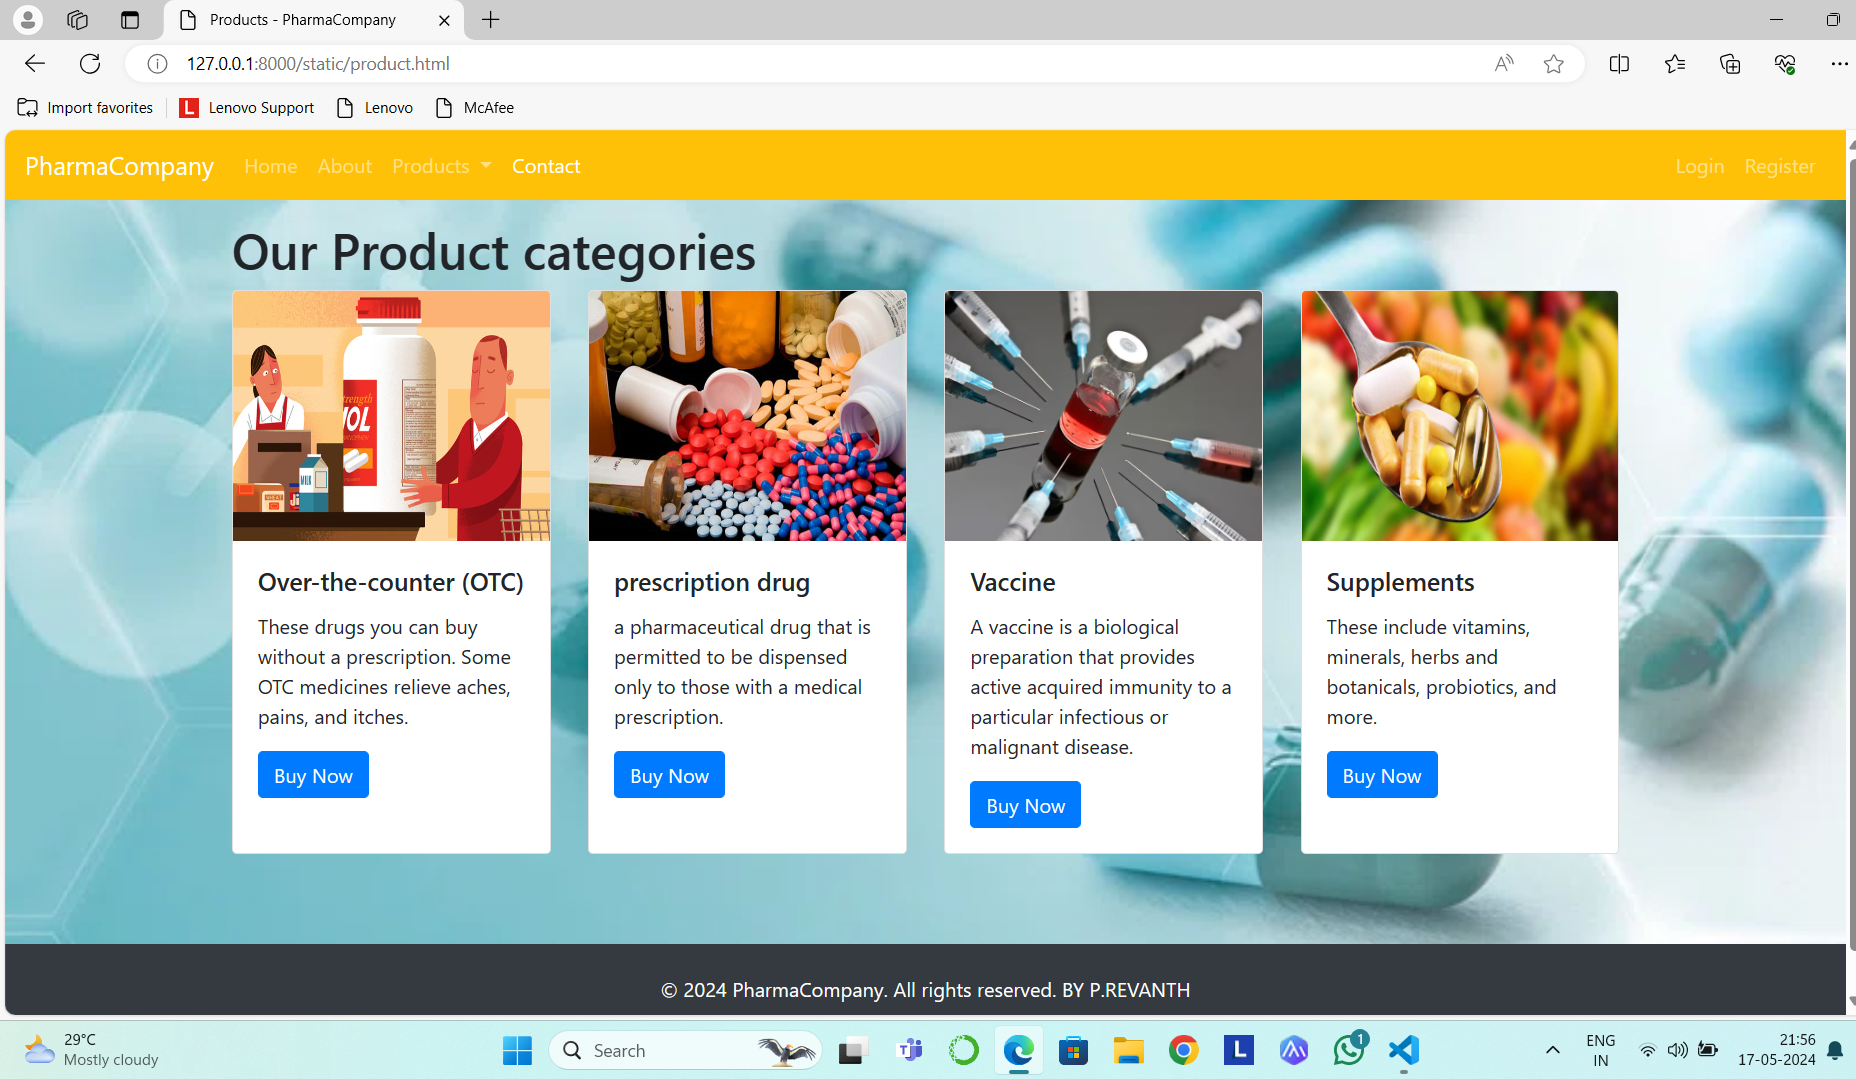 Products - PharmaCompany
127.0.0.1:8000/static/product.html
Import favorites
L Lenovo Support
Lenovo
McAfee
PharmaCompany Home About Products Contact Login Register
Our Product categories
MILK
Over-the-counter (OTC)
These drugs you can buy
without a prescription. Some
OTC medicines relieve aches,
pains, and itches.
Buy Now
prescription drug
a pharmaceutical drug that is
permitted to be dispensed
only to those with a medical
prescription.
Buy Now
Vaccine
A vaccine is a biological
preparation that provides
active acquired immunity to a
particular infectious or
malignant disease.
Buy Now
Supplements
These include vitamins,
minerals, herbs and
botanicals, probiotics, and
more.
Buy Now
© 2024 PharmaCompany. All rights reserved. BY P.REVANTH
29°C
Mostly cloudy
Search
L
1
ENG
IN
21:56
17-05-2024